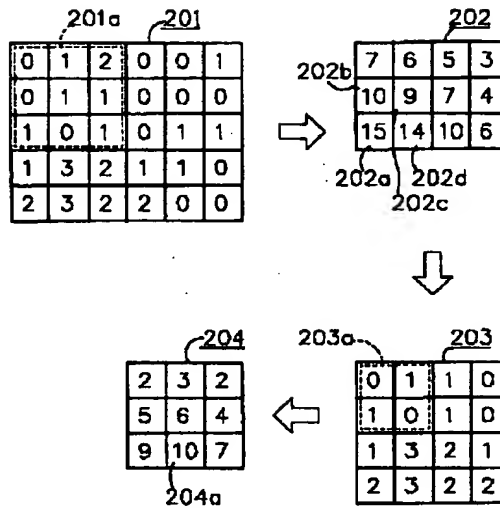 201a 201 202
0 1 2 0 0 1
0 1 1 0 0 0
1 0 1 0 1 1
1 3 2 1 1 0
2 3 2 2 0 0
7 6 5 3
202b 10 9 7 4
15 14 10 6
202a 202d
202c
204 203a 203
2 3 2
5 6 4
9 10 7
204a
0 1 1 0
1 0 1 0
1 3 2 1
2 3 2 2